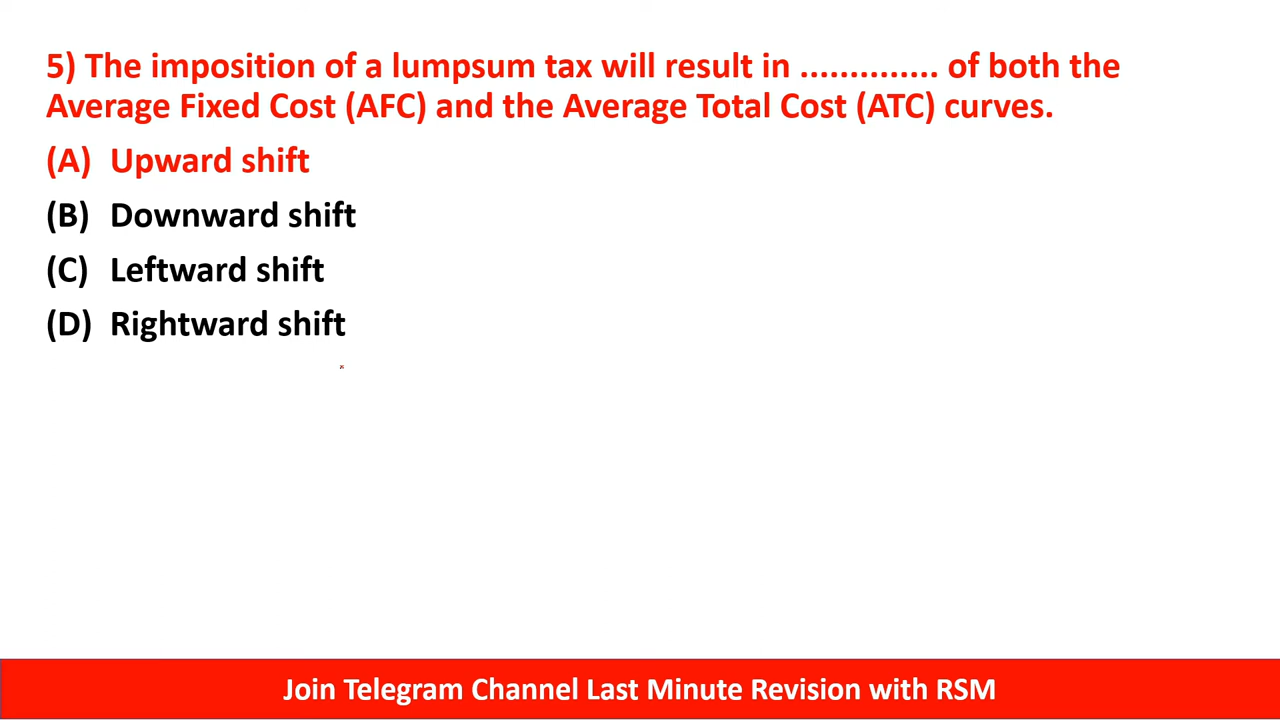 5) The imposition of a lumpsum tax will result in .............. of both the
Average Fixed Cost (AFC) and the Average Total Cost (ATC) curves.
(A) Upward shift
(B) Downward shift
(C) Leftward shift
(D) Rightward shift
Join Telegram Channel Last Minute Revision with RSM